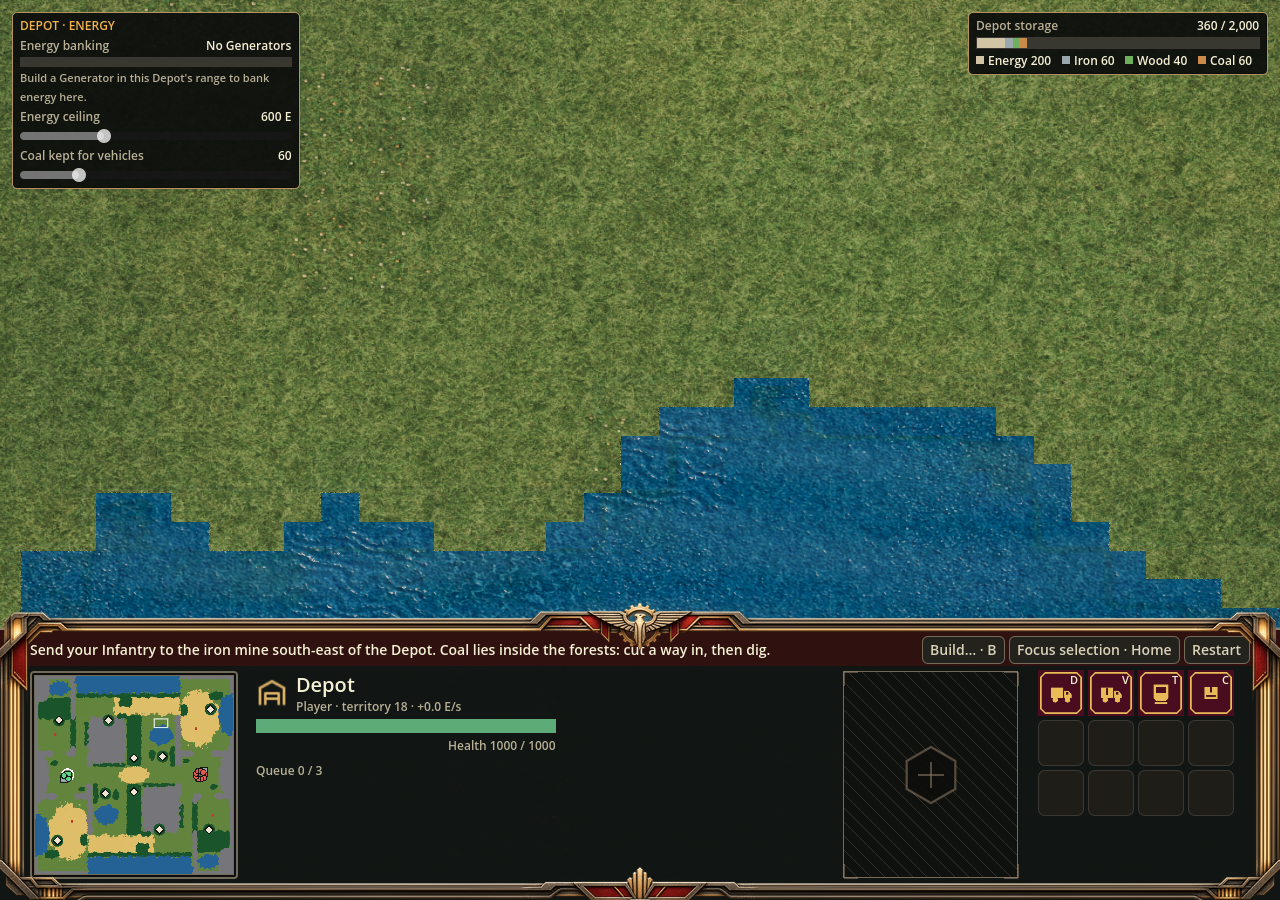 DEPOT · ENERGY
Energy banking No Generators
Build a Generator in this Depot's range to bank
energy here.
Energy ceiling 600 E
Coal kept for vehicles 60
Depot storage 360 / 2,000
Energy 200 Iron 60 Wood 40 Coal 60
Send your Infantry to the iron mine south-east of the Depot. Coal lies inside the forests: cut a way in, then dig.
Build... · B Focus selection · Home Restart
Depot
Player · territory 18 · +0.0 E/s
Health 1000 / 1000
Queue 0 / 3
D V T C